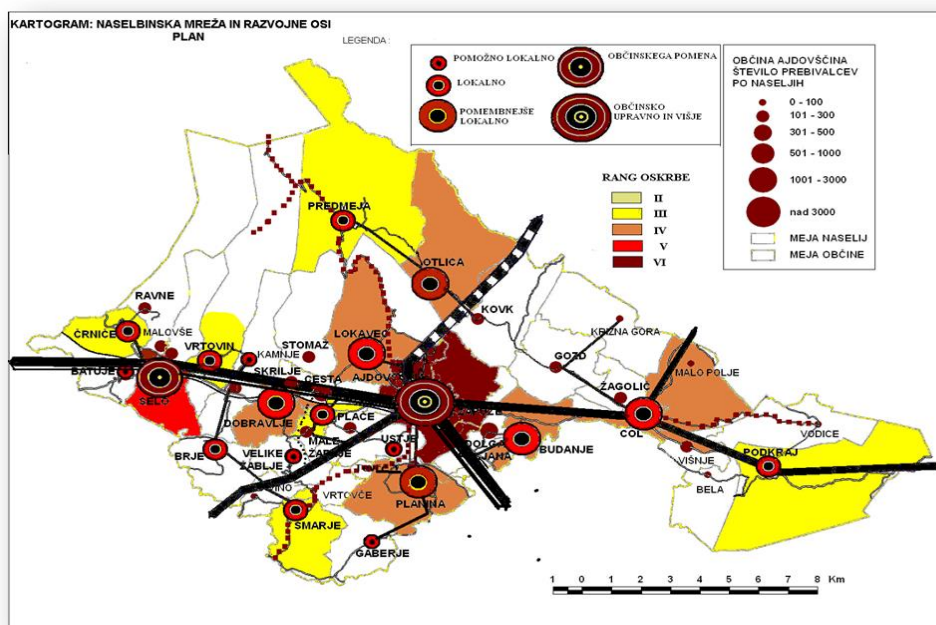 KARTOGRAM: NASELBINSKA MREŽA IN RAZVOJNE OSI
PLAN
LEGENDA :
POMOŽNO LOKALNO
LOKALNO
POMEMBNEJŠE
LOKALNO
OBČINSKEGA POMENA
OBČINSKO
UPRAVNO IN VIŠJE
OBČINA AJDOVŠČINA
ŠTEVILO PREBIVALCEV
PO NASELJIH
0 - 100
101 - 300
301 - 500
501 - 1000
1001 - 3000
nad 3000
MEJA NASELIJ
MEJA OBČINE
RANG OSKRBE
II
III
IV
V
VI
PREDMEJA
OTLICA
RAVNE
KOVK
ČRNIČE
MALOVŠE
KRIŽNA GORA
LOKAVEC
STOMAŽ
VRTOVIN
KAMNJE
GOZD
MALO POLJE
BATUJE
SKRILJE
CESTA
AJDOV
ŽAGOLIČ
SELO
DOBRAVLJE
PLAČE
COL
VODICE
MALE
ŽABLJE
USTJE
DOLGA
BUDANJE
BRJE
VELIKE
ŽABLJE
VIŠNJE
PODKRAJ
BELA
VRTOVČE
PLANINA
ŠMARJE
GABERJE
1 0 1 2 3 4 5 6 7 8 Km